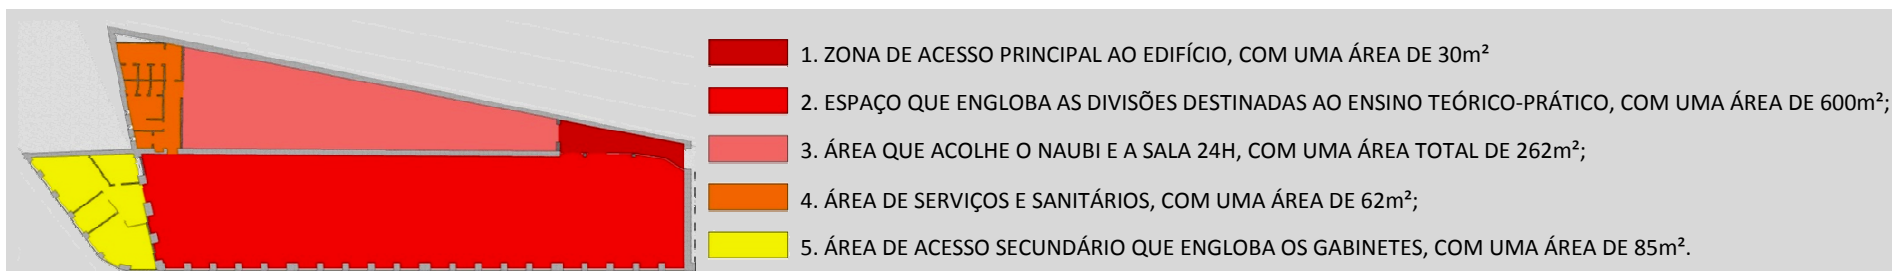 1. ZONA DE ACESSO PRINCIPAL AO EDIFÍCIO, COM UMA ÁREA DE 30m²
2. ESPAÇO QUE ENGLOBA AS DIVISÕES DESTINADAS AO ENSINO TEÓRICO-PRÁTICO, COM UMA ÁREA DE 600m²;
3. ÁREA QUE ACOLHE O NAUBI E A SALA 24H, COM UMA ÁREA TOTAL DE 262m²;
4. ÁREA DE SERVIÇOS E SANITÁRIOS, COM UMA ÁREA DE 62m²;
5. ÁREA DE ACESSO SECUNDÁRIO QUE ENGLOBA OS GABINETES, COM UMA ÁREA DE 85m².